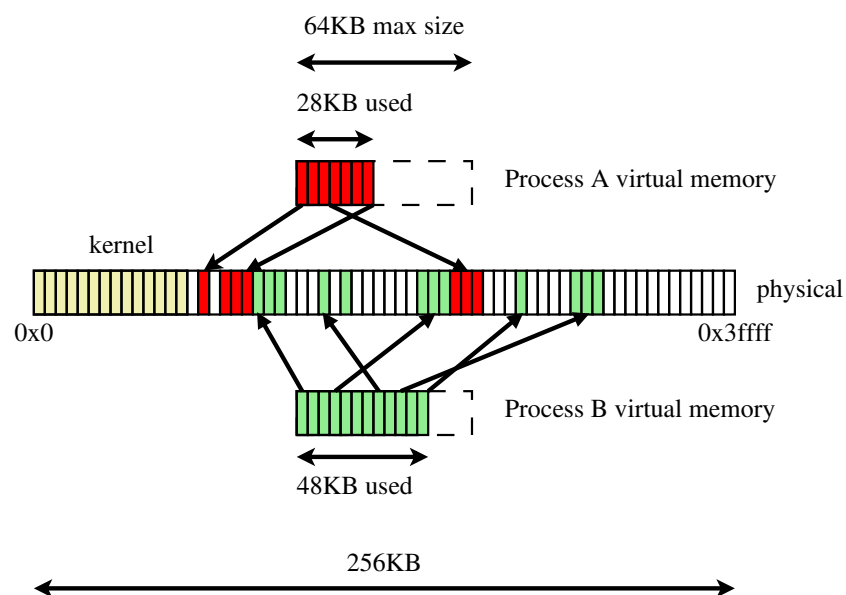 64KB max size
28KB used
Process A virtual memory
kernel
physical
0x0
0x3ffff
Process B virtual memory
48KB used
256KB